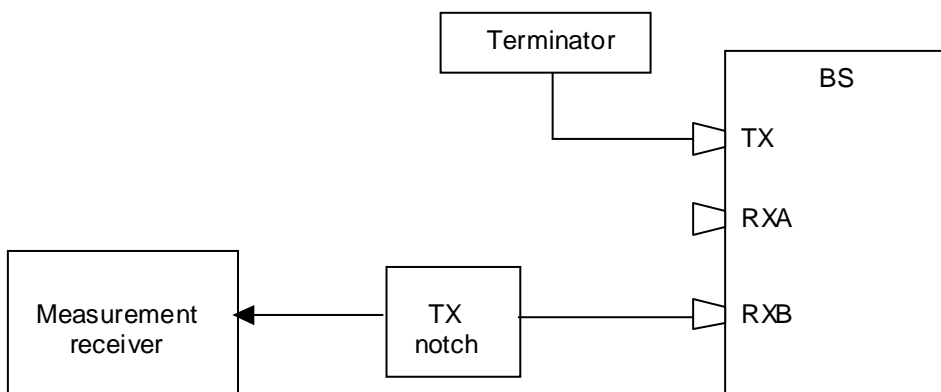 Terminator
BS
TX
RXA
Measurement
receiver
TX
notch
RXB